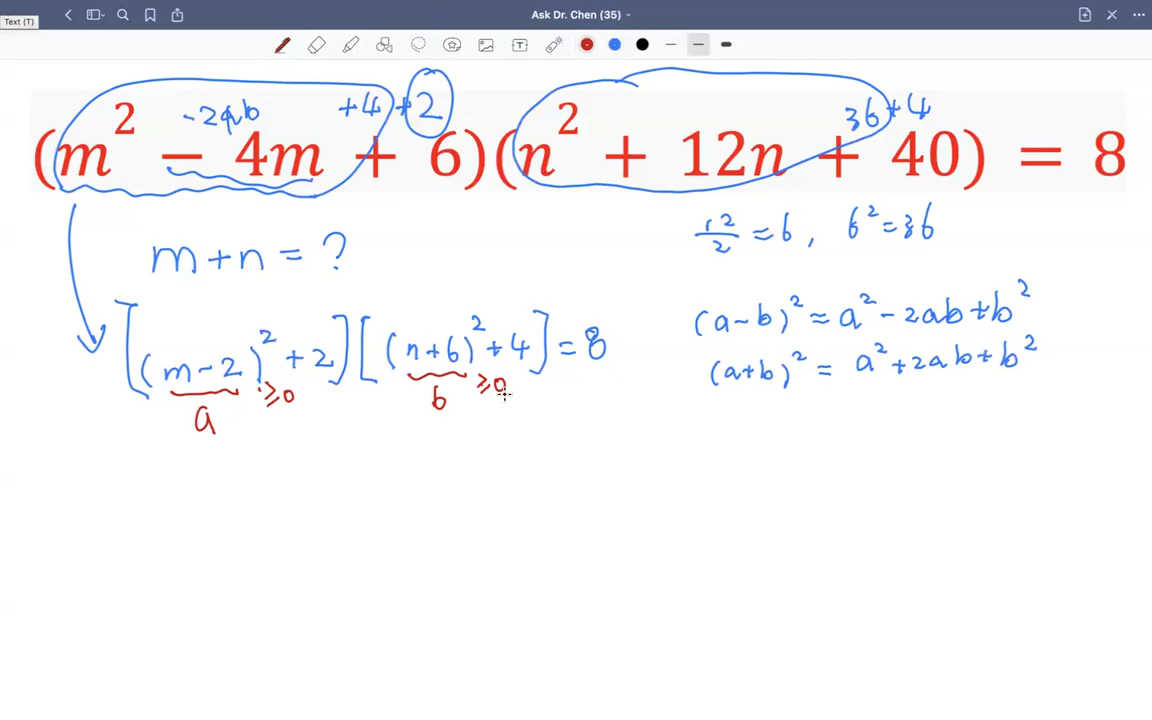 Text (T)
Ask Dr. Chen (35)
-2ab +4 +2 36+4
(m² − 4m + 6)(n² + 12n + 40) = 8
m+n = ?
12/2 = 6, 6² = 36
[(m-2)² + 2][(n+6)² + 4] = 8
≥0 ≥0
a b
(a-b)² = a² - 2ab + b²
(a+b)² = a² + 2ab + b²